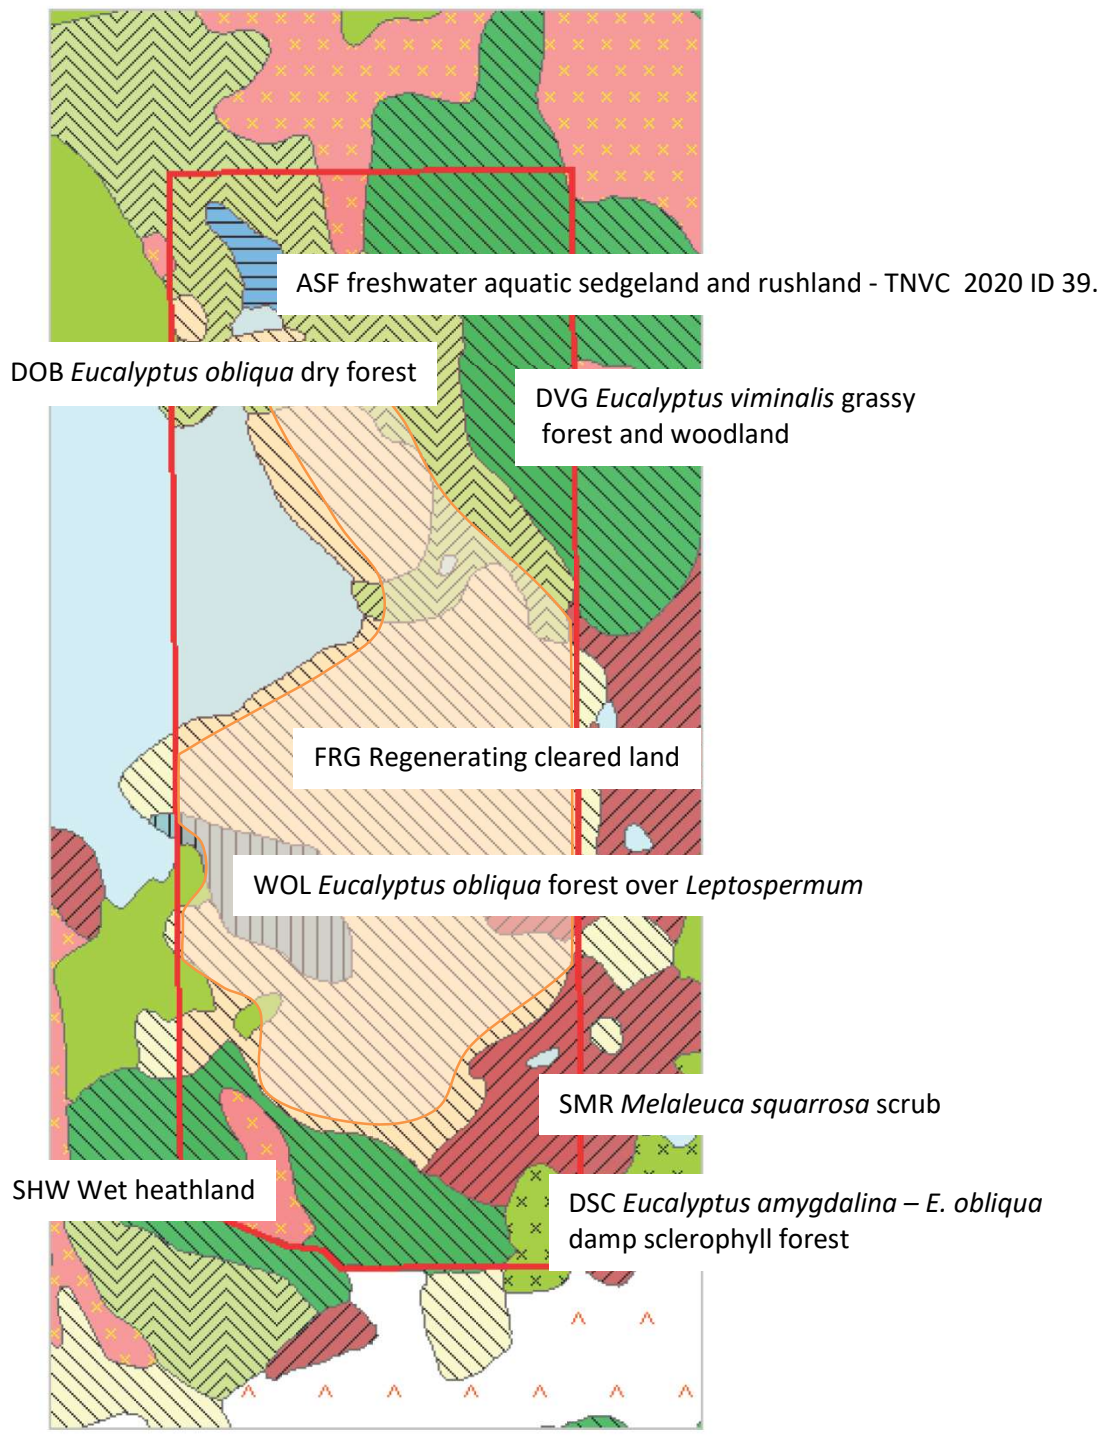 ASF freshwater aquatic sedgeland and rushland - TNVC  2020 ID 39.
DOB Eucalyptus obliqua dry forest
DVG Eucalyptus viminalis grassy
forest and woodland
FRG Regenerating cleared land
WOL Eucalyptus obliqua forest over Leptospermum
SMR Melaleuca squarrosa scrub
SHW Wet heathland
DSC Eucalyptus amygdalina – E. obliqua
damp sclerophyll forest